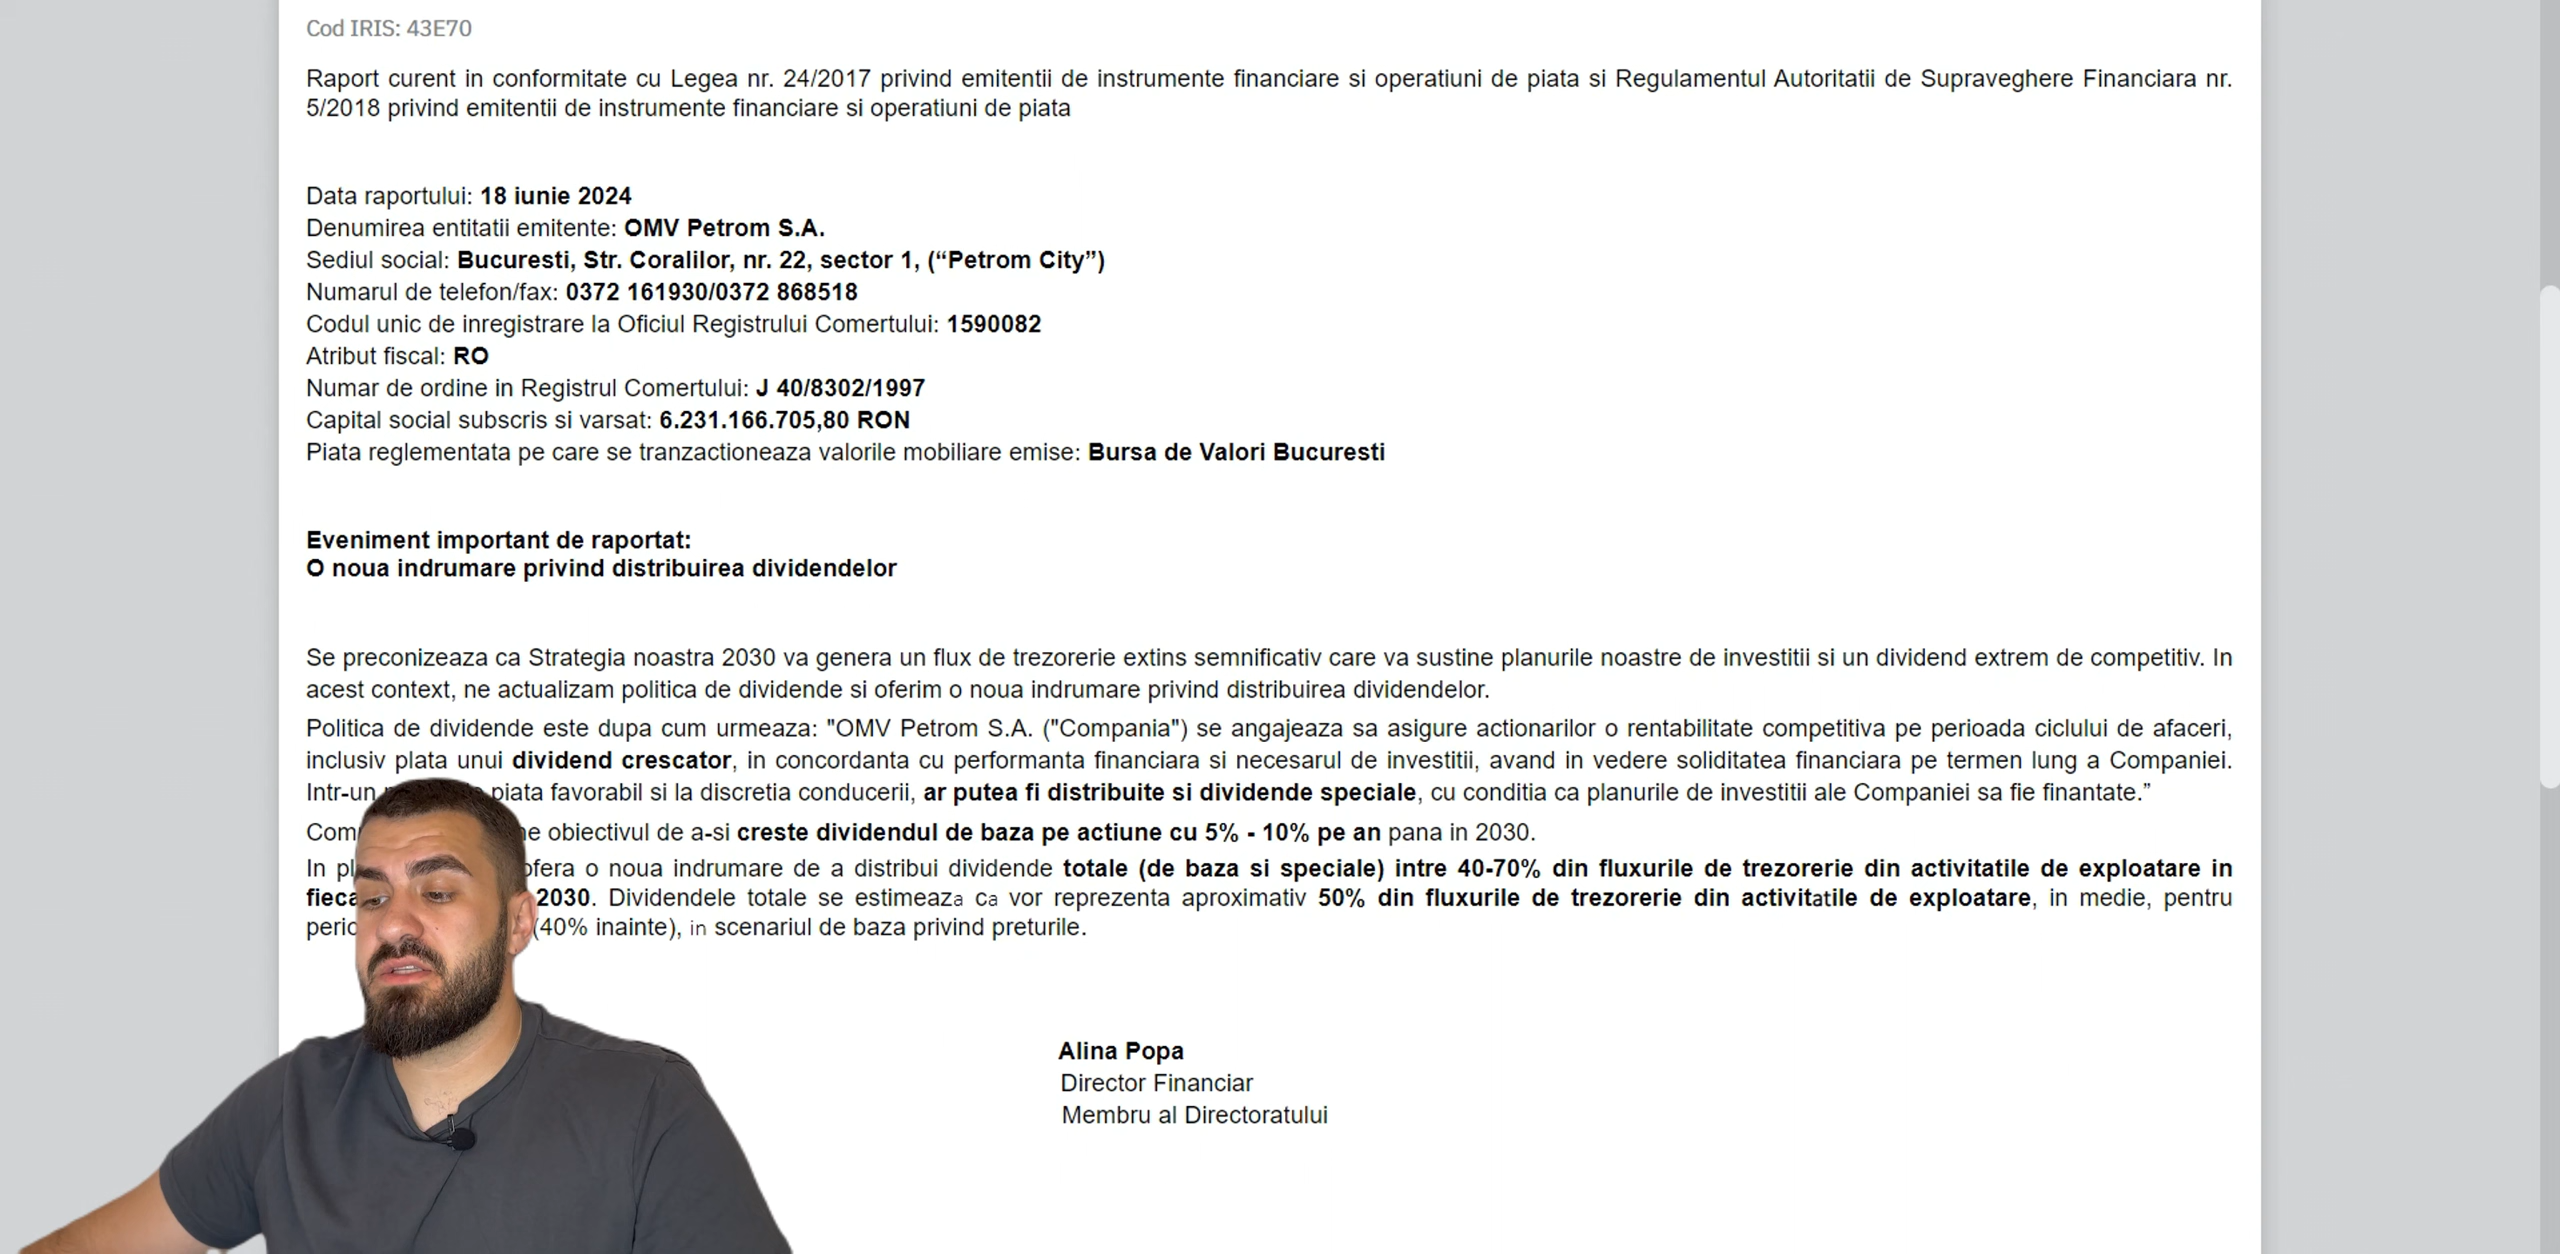 Cod IRIS: 43E70
Raport curent in conformitate cu Legea nr. 24/2017 privind emitentii de instrumente financiare si operatiuni de piata si Regulamentul Autoritatii de Supraveghere Financiara nr.
5/2018 privind emitentii de instrumente financiare si operatiuni de piata
Data raportului: 18 iunie 2024
Denumirea entitatii emitente: OMV Petrom S.A.
Sediul social: Bucuresti, Str. Coralilor, nr. 22, sector 1, (“Petrom City”)
Numarul de telefon/fax: 0372 161930/0372 868518
Codul unic de inregistrare la Oficiul Registrului Comertului: 1590082
Atribut fiscal: RO
Numar de ordine in Registrul Comertului: J 40/8302/1997
Capital social subscris si varsat: 6.231.166.705,80 RON
Piata reglementata pe care se tranzactioneaza valorile mobiliare emise: Bursa de Valori Bucuresti
Eveniment important de raportat:
O noua indrumare privind distribuirea dividendelor
Se preconizeaza ca Strategia noastra 2030 va genera un flux de trezorerie extins semnificativ care va sustine planurile noastre de investitii si un dividend extrem de competitiv. In
acest context, ne actualizam politica de dividende si oferim o noua indrumare privind distribuirea dividendelor.
Politica de dividende este dupa cum urmeaza: "OMV Petrom S.A. ("Compania") se angajeaza sa asigure actionarilor o rentabilitate competitiva pe perioada ciclului de afaceri,
inclusiv plata unui dividend crescator, in concordanta cu performanta financiara si necesarul de investitii, avand in vedere soliditatea financiara pe termen lung a Companiei.
Intr-un piata favorabil si la discretia conducerii, ar putea fi distribuite si dividende speciale, cu conditia ca planurile de investitii ale Companiei sa fie finantate.”
obiectivul de a-si creste dividendul de baza pe actiune cu 5% - 10% pe an pana in 2030.
In o noua indrumare de a distribui dividende totale (de baza si speciale) intre 40-70% din fluxurile de trezorerie din activitatile de exploatare in
2030. Dividendele totale se estimeaza ca vor reprezenta aproximativ 50% din fluxurile de trezorerie din activitatile de exploatare, in medie, pentru
(40% inainte), in scenariul de baza privind preturile.
Alina Popa
Director Financiar
Membru al Directoratului